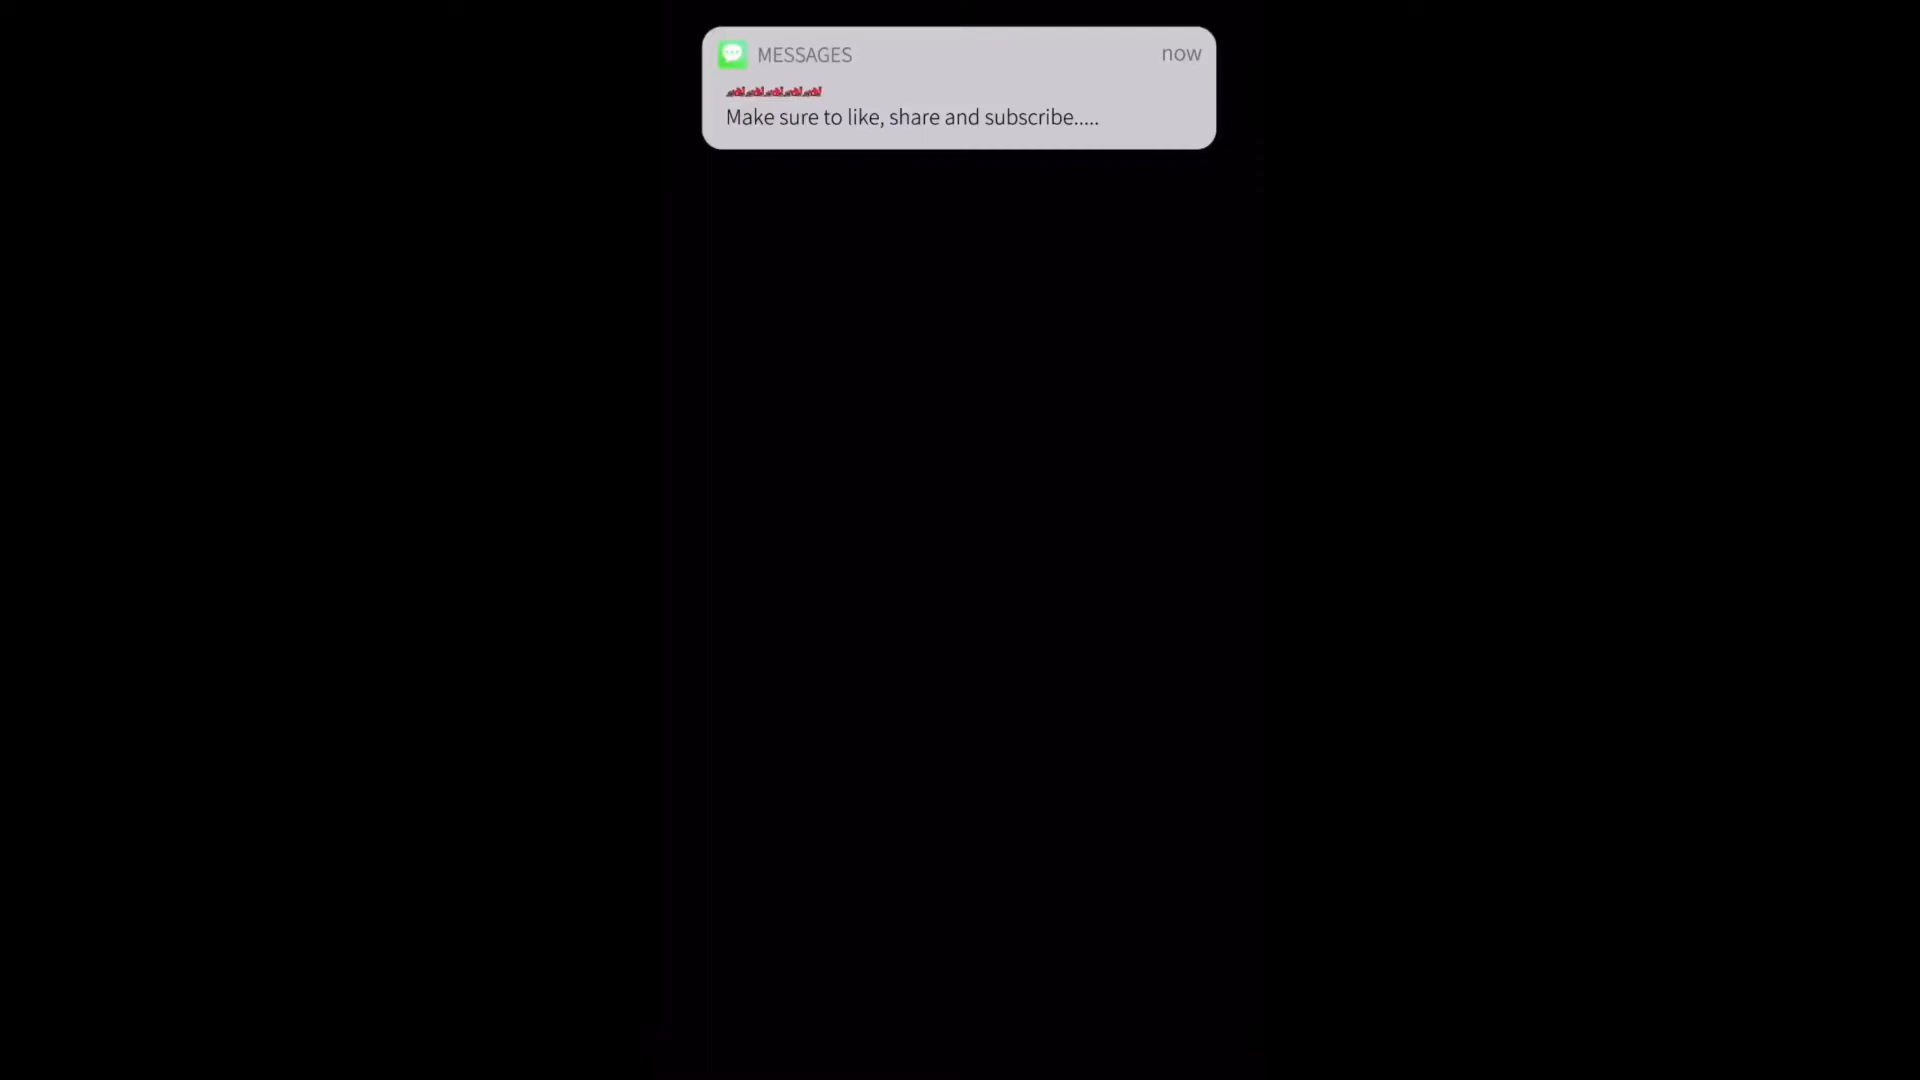 MESSAGES
now
🏎🏎🏎🏎🏎
Make sure to like, share and subscribe.....